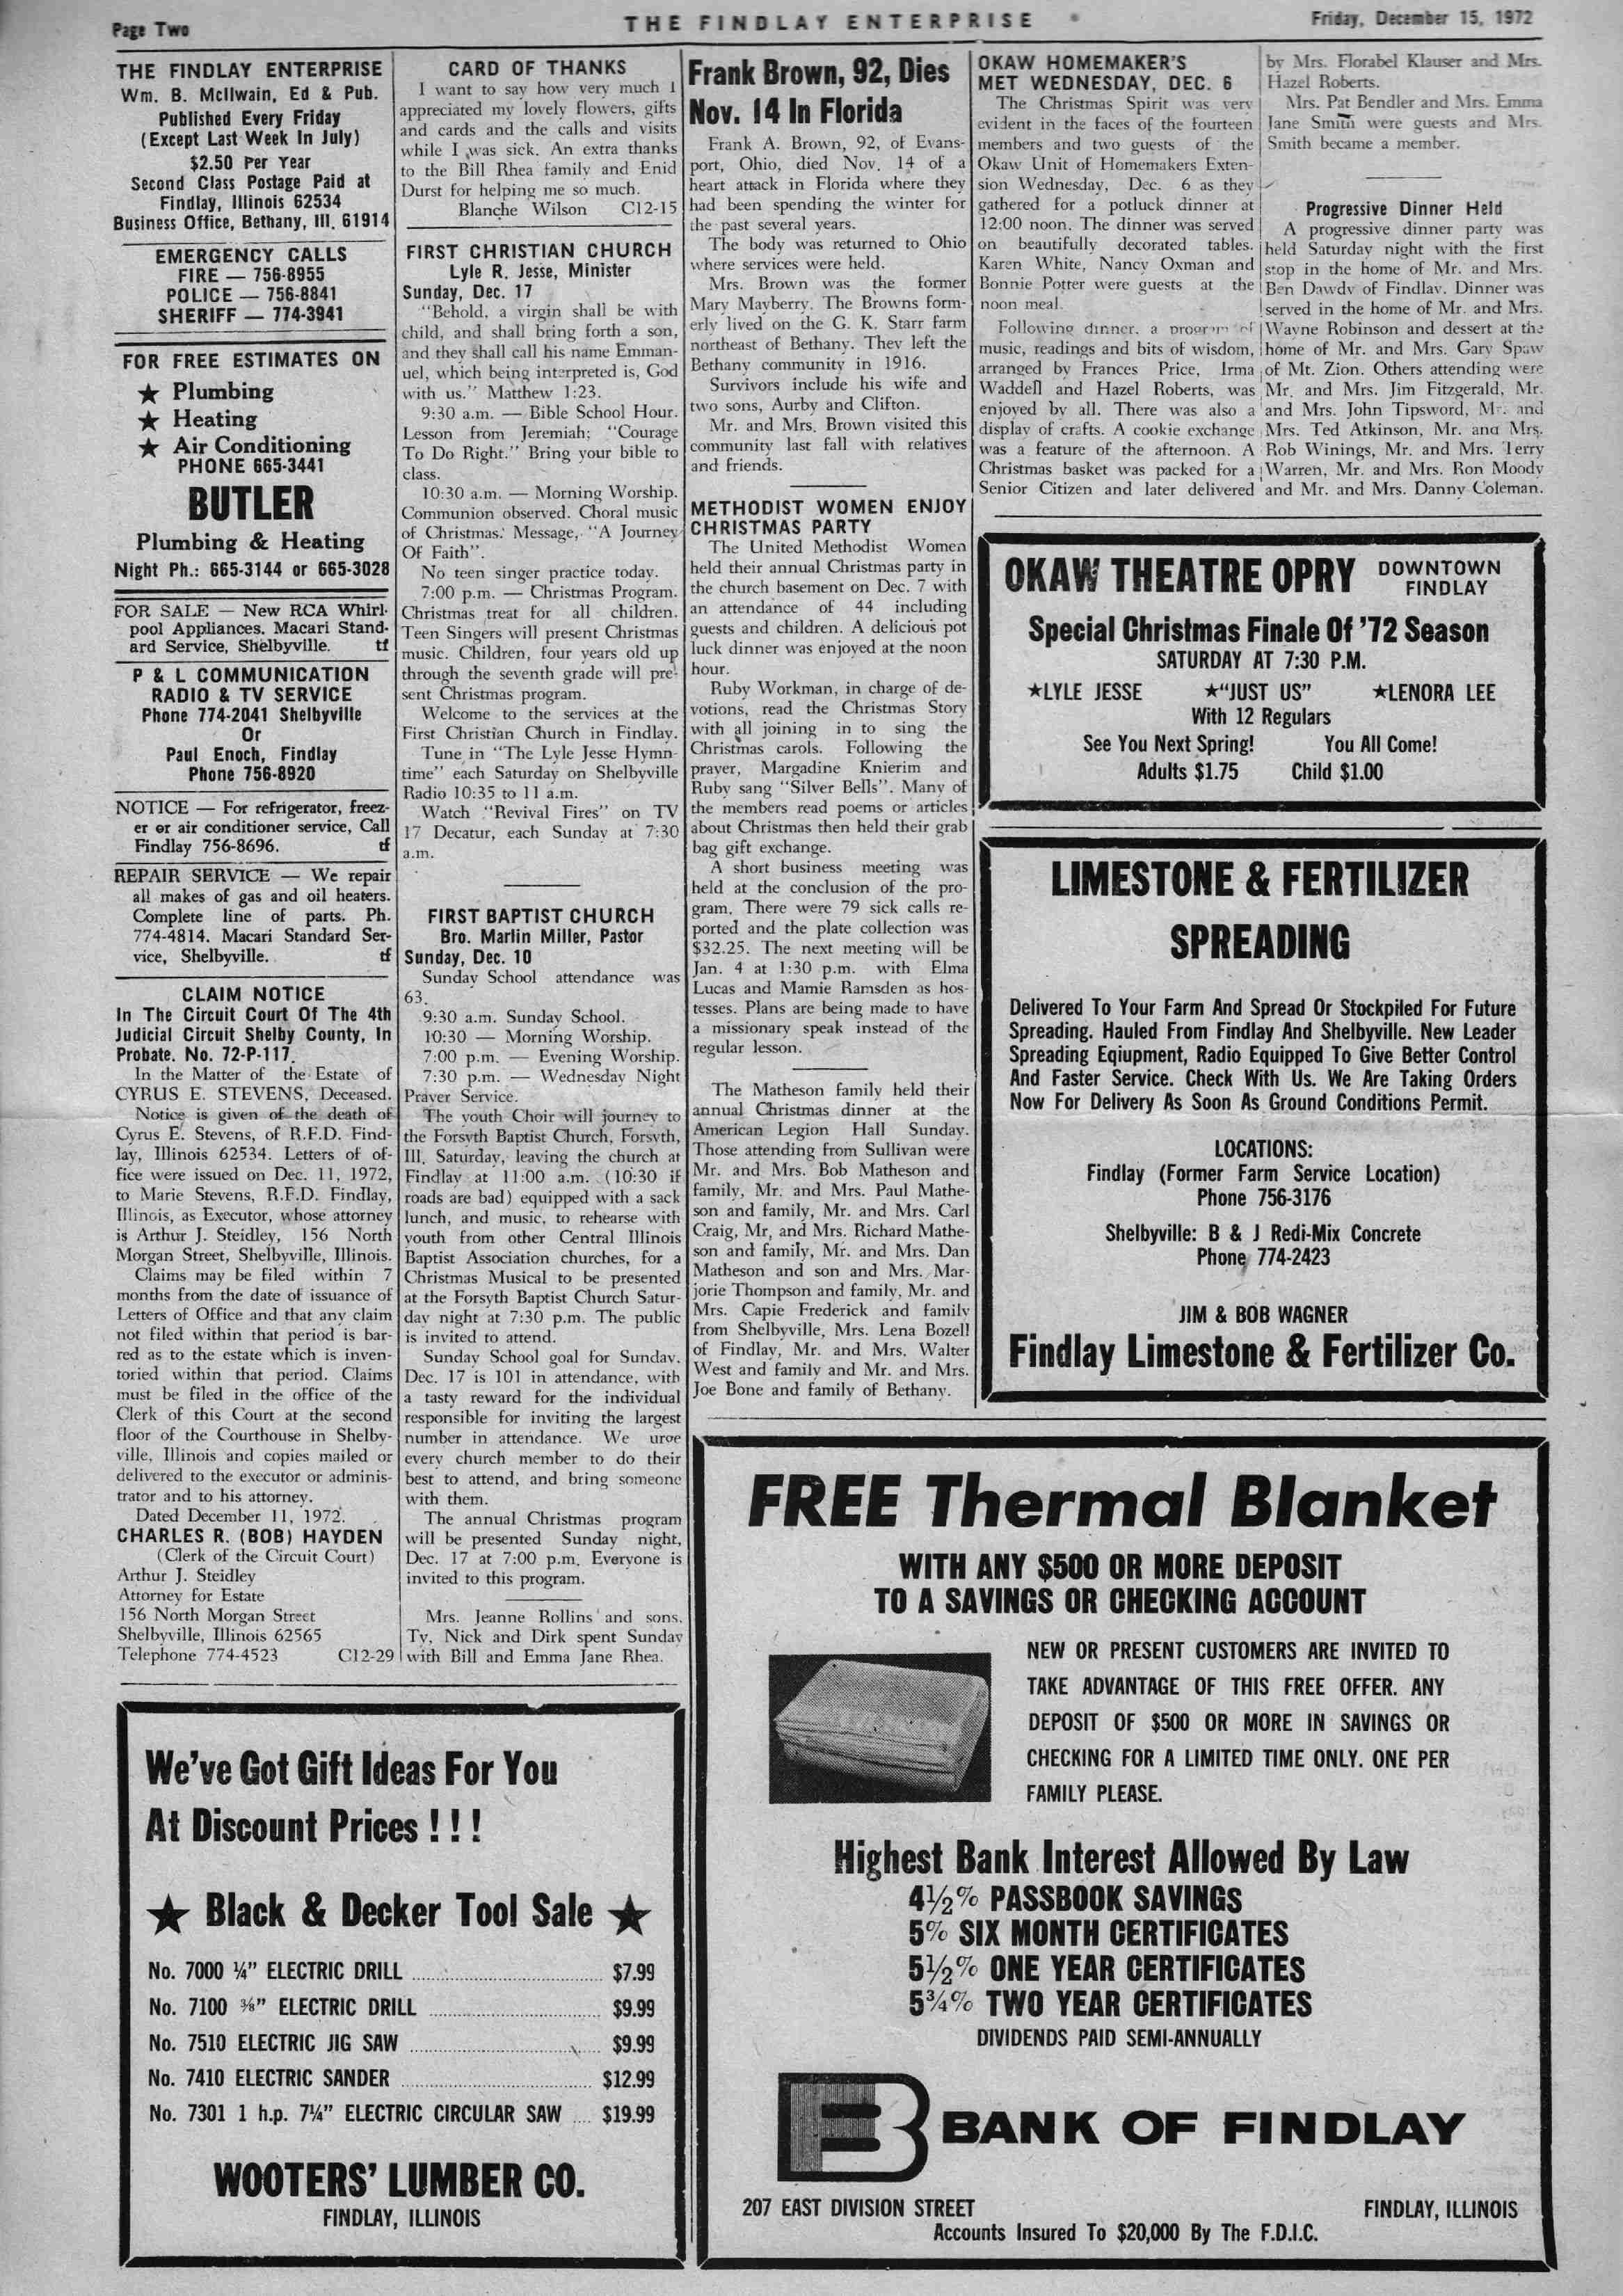 Page Two
THE FINDLAY ENTERPRISE
Friday, December 15, 1972
THE FINDLAY ENTERPRISE
Wm. B. McIlwain, Ed & Pub.
Published Every Friday
(Except Last Week In July)
$2.50 Per Year
Second Class Postage Paid at
Findlay, Illinois 62534
Business Office, Bethany, Ill. 61914
EMERGENCY CALLS
FIRE — 756-8955
POLICE — 756-8841
SHERIFF — 774-3941
FOR FREE ESTIMATES ON
★ Plumbing
★ Heating
★ Air Conditioning
PHONE 665-3441
BUTLER
Plumbing & Heating
Night Ph.: 665-3144 or 665-3028
FOR SALE — New RCA Whirl-
pool Appliances. Macari Stand-
ard Service, Shelbyville. tf
P & L COMMUNICATION
RADIO & TV SERVICE
Phone 774-2041 Shelbyville
Or
Paul Enoch, Findlay
Phone 756-8920
NOTICE — For refrigerator, freez-
er or air conditioner service, Call
Findlay 756-8696. tf
REPAIR SERVICE — We repair
all makes of gas and oil heaters.
Complete line of parts. Ph.
774-4814. Macari Standard Ser-
vice, Shelbyville. tf
CLAIM NOTICE
In The Circuit Court Of The 4th
Judicial Circuit Shelby County, In
Probate. No. 72-P-117.
In the Matter of the Estate of
CYRUS E. STEVENS, Deceased.
Notice is given of the death of
Cyrus E. Stevens, of R.F.D. Find-
lay, Illinois 62534. Letters of of-
fice were issued on Dec. 11, 1972,
to Marie Stevens, R.F.D. Findlay,
Illinois, as Executor, whose attorney
is Arthur J. Steidley, 156 North
Morgan Street, Shelbyville, Illinois.
Claims may be filed within 7
months from the date of issuance of
Letters of Office and that any claim
not filed within that period is bar-
red as to the estate which is inven-
toried within that period. Claims
must be filed in the office of the
Clerk of this Court at the second
floor of the Courthouse in Shelby-
ville, Illinois and copies mailed or
delivered to the executor or adminis-
trator and to his attorney.
Dated December 11, 1972.
CHARLES R. (BOB) HAYDEN
(Clerk of the Circuit Court)
Arthur J. Steidley
Attorney for Estate
156 North Morgan Street
Shelbyville, Illinois 62565
Telephone 774-4523 C12-29
CARD OF THANKS
I want to say how very much I
appreciated my lovely flowers, gifts
and cards and the calls and visits
while I was sick. An extra thanks
to the Bill Rhea family and Enid
Durst for helping me so much.
Blanche Wilson C12-15
FIRST CHRISTIAN CHURCH
Lyle R. Jesse, Minister
Sunday, Dec. 17
"Behold, a virgin shall be with
child, and shall bring forth a son,
and they shall call his name Emman-
uel, which being interpreted is, God
with us." Matthew 1:23.
9:30 a.m. — Bible School Hour.
Lesson from Jeremiah; "Courage
To Do Right." Bring your bible to
class.
10:30 a.m. — Morning Worship.
Communion observed. Choral music
of Christmas. Message, "A Journey
Of Faith".
No teen singer practice today.
7:00 p.m. — Christmas Program.
Christmas treat for all children.
Teen Singers will present Christmas
music. Children, four years old up
through the seventh grade will pre-
sent Christmas program.
Welcome to the services at the
First Christian Church in Findlay.
Tune in "The Lyle Jesse Hymn-
time" each Saturday on Shelbyville
Radio 10:35 to 11 a.m.
Watch "Revival Fires" on TV
17 Decatur, each Sunday at 7:30
a.m.
FIRST BAPTIST CHURCH
Bro. Marlin Miller, Pastor
Sunday, Dec. 10
Sunday School attendance was
63.
9:30 a.m. Sunday School.
10:30 — Morning Worship.
7:00 p.m. — Evening Worship.
7:30 p.m. — Wednesday Night
Prayer Service.
The youth Choir will journey to
the Forsyth Baptist Church, Forsyth,
Ill. Saturday, leaving the church at
Findlay at 11:00 a.m. (10:30 if
roads are bad) equipped with a sack
lunch, and music, to rehearse with
youth from other Central Illinois
Baptist Association churches, for a
Christmas Musical to be presented
at the Forsyth Baptist Church Satur-
day night at 7:30 p.m. The public
is invited to attend.
Sunday School goal for Sunday,
Dec. 17 is 101 in attendance, with
a tasty reward for the individual
responsible for inviting the largest
number in attendance. We urge
every church member to do their
best to attend, and bring someone
with them.
The annual Christmas program
will be presented Sunday night,
Dec. 17 at 7:00 p.m. Everyone is
invited to this program.
Mrs. Jeanne Rollins and sons,
Ty, Nick and Dirk spent Sunday
with Bill and Emma Jane Rhea.
Frank Brown, 92, Dies
Nov. 14 In Florida
Frank A. Brown, 92, of Evans-
port, Ohio, died Nov. 14 of a
heart attack in Florida where they
had been spending the winter for
the past several years.
The body was returned to Ohio
where services were held.
Mrs. Brown was the former
Mary Mayberry. The Browns form-
erly lived on the G. K. Starr farm
northeast of Bethany. They left the
Bethany community in 1916.
Survivors include his wife and
two sons, Aurby and Clifton.
Mr. and Mrs. Brown visited this
community last fall with relatives
and friends.
METHODIST WOMEN ENJOY
CHRISTMAS PARTY
The United Methodist Women
held their annual Christmas party in
the church basement on Dec. 7 with
an attendance of 44 including
guests and children. A delicious pot
luck dinner was enjoyed at the noon
hour.
Ruby Workman, in charge of de-
votions, read the Christmas Story
with all joining in to sing the
Christmas carols. Following the
prayer, Margadine Knierim and
Ruby sang "Silver Bells". Many of
the members read poems or articles
about Christmas then held their grab
bag gift exchange.
A short business meeting was
held at the conclusion of the pro-
gram. There were 79 sick calls re-
ported and the plate collection was
$32.25. The next meeting will be
Jan. 4 at 1:30 p.m. with Elma
Lucas and Mamie Ramsden as hos-
tesses. Plans are being made to have
a missionary speak instead of the
regular lesson.
The Matheson family held their
annual Christmas dinner at the
American Legion Hall Sunday.
Those attending from Sullivan were
Mr. and Mrs. Bob Matheson and
family, Mr. and Mrs. Paul Mathe-
son and family, Mr. and Mrs. Carl
Craig, Mr, and Mrs. Richard Mathe-
son and family, Mr. and Mrs. Dan
Matheson and son and Mrs. Mar-
jorie Thompson and family, Mr. and
Mrs. Capie Frederick and family
from Shelbyville, Mrs. Lena Bozell
of Findlay, Mr. and Mrs. Walter
West and family and Mr. and Mrs.
Joe Bone and family of Bethany.
OKAW HOMEMAKER'S
MET WEDNESDAY, DEC. 6
The Christmas Spirit was very
evident in the faces of the fourteen
members and two guests of the
Okaw Unit of Homemakers Exten-
sion Wednesday, Dec. 6 as they
gathered for a potluck dinner at
12:00 noon. The dinner was served
on beautifully decorated tables.
Karen White, Nancy Oxman and
Bonnie Potter were guests at the
noon meal.
Following dinner, a program of
music, readings and bits of wisdom,
arranged by Frances Price, Irma
Waddell and Hazel Roberts, was
enjoyed by all. There was also a
display of crafts. A cookie exchange
was a feature of the afternoon. A
Christmas basket was packed for a
Senior Citizen and later delivered
by Mrs. Florabel Klauser and Mrs.
Hazel Roberts.
Mrs. Pat Bendler and Mrs. Emma
Jane Smith were guests and Mrs.
Smith became a member.
Progressive Dinner Held
A progressive dinner party was
held Saturday night with the first
stop in the home of Mr. and Mrs.
Ben Dawdy of Findlay. Dinner was
served in the home of Mr. and Mrs.
Wayne Robinson and dessert at the
home of Mr. and Mrs. Gary Spaw
of Mt. Zion. Others attending were
Mr. and Mrs. Jim Fitzgerald, Mr.
and Mrs. John Tipsword, Mr. and
Mrs. Ted Atkinson, Mr. and Mrs.
Rob Winings, Mr. and Mrs. Terry
Warren, Mr. and Mrs. Ron Moody
and Mr. and Mrs. Danny Coleman.
OKAW THEATRE OPRY DOWNTOWN
FINDLAY
Special Christmas Finale Of '72 Season
SATURDAY AT 7:30 P.M.
★LYLE JESSE ★"JUST US" ★LENORA LEE
With 12 Regulars
See You Next Spring! You All Come!
Adults $1.75 Child $1.00
LIMESTONE & FERTILIZER
SPREADING
Delivered To Your Farm And Spread Or Stockpiled For Future
Spreading. Hauled From Findlay And Shelbyville. New Leader
Spreading Eqiupment, Radio Equipped To Give Better Control
And Faster Service. Check With Us. We Are Taking Orders
Now For Delivery As Soon As Ground Conditions Permit.
LOCATIONS:
Findlay (Former Farm Service Location)
Phone 756-3176
Shelbyville: B & J Redi-Mix Concrete
Phone 774-2423
JIM & BOB WAGNER
Findlay Limestone & Fertilizer Co.
We've Got Gift Ideas For You
At Discount Prices ! ! !
★ Black & Decker Tool Sale ★
No. 7000 ¼" ELECTRIC DRILL $7.99
No. 7100 ⅜" ELECTRIC DRILL $9.99
No. 7510 ELECTRIC JIG SAW $9.99
No. 7410 ELECTRIC SANDER $12.99
No. 7301 1 h.p. 7¼" ELECTRIC CIRCULAR SAW $19.99
WOOTERS' LUMBER CO.
FINDLAY, ILLINOIS
FREE Thermal Blanket
WITH ANY $500 OR MORE DEPOSIT
TO A SAVINGS OR CHECKING ACCOUNT
NEW OR PRESENT CUSTOMERS ARE INVITED TO
TAKE ADVANTAGE OF THIS FREE OFFER. ANY
DEPOSIT OF $500 OR MORE IN SAVINGS OR
CHECKING FOR A LIMITED TIME ONLY. ONE PER
FAMILY PLEASE.
Highest Bank Interest Allowed By Law
4½% PASSBOOK SAVINGS
5% SIX MONTH CERTIFICATES
5½% ONE YEAR CERTIFICATES
5¾% TWO YEAR CERTIFICATES
DIVIDENDS PAID SEMI-ANNUALLY
BANK OF FINDLAY
207 EAST DIVISION STREET FINDLAY, ILLINOIS
Accounts Insured To $20,000 By The F.D.I.C.